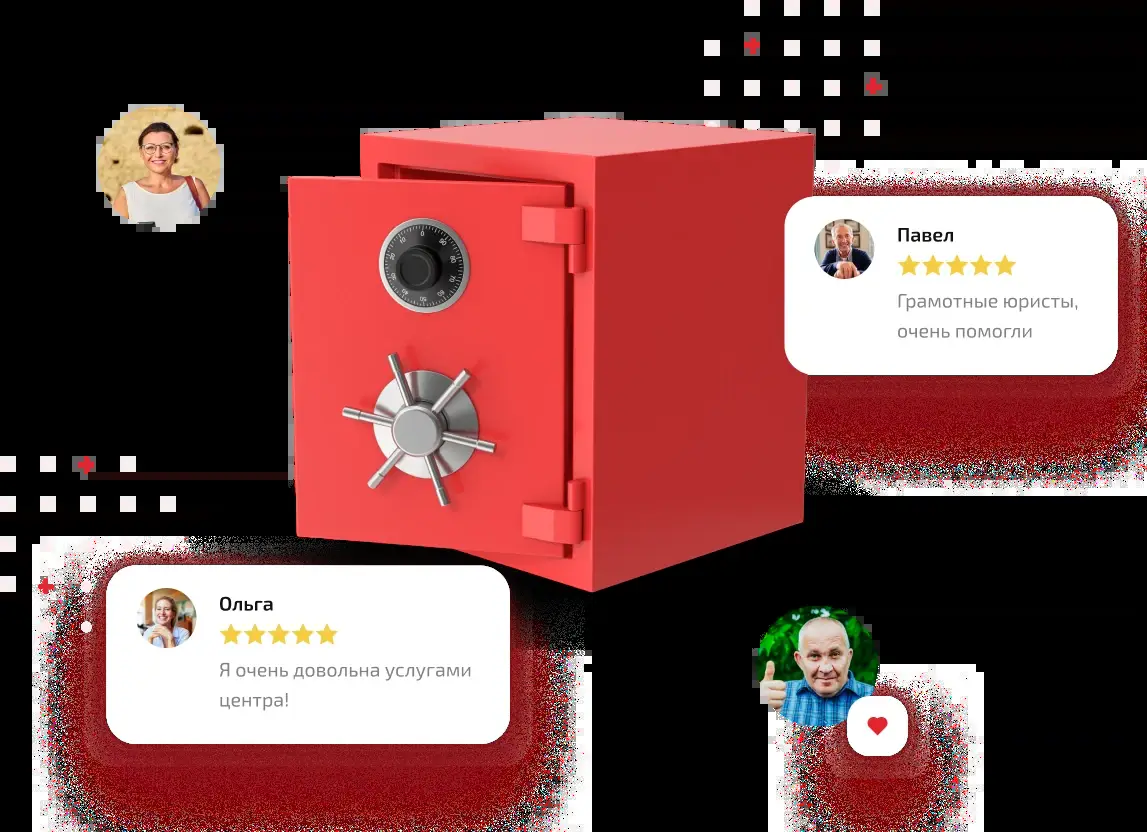 Павел
Грамотные юристы,
очень помогли
Ольга
Я очень довольна услугами
центра!